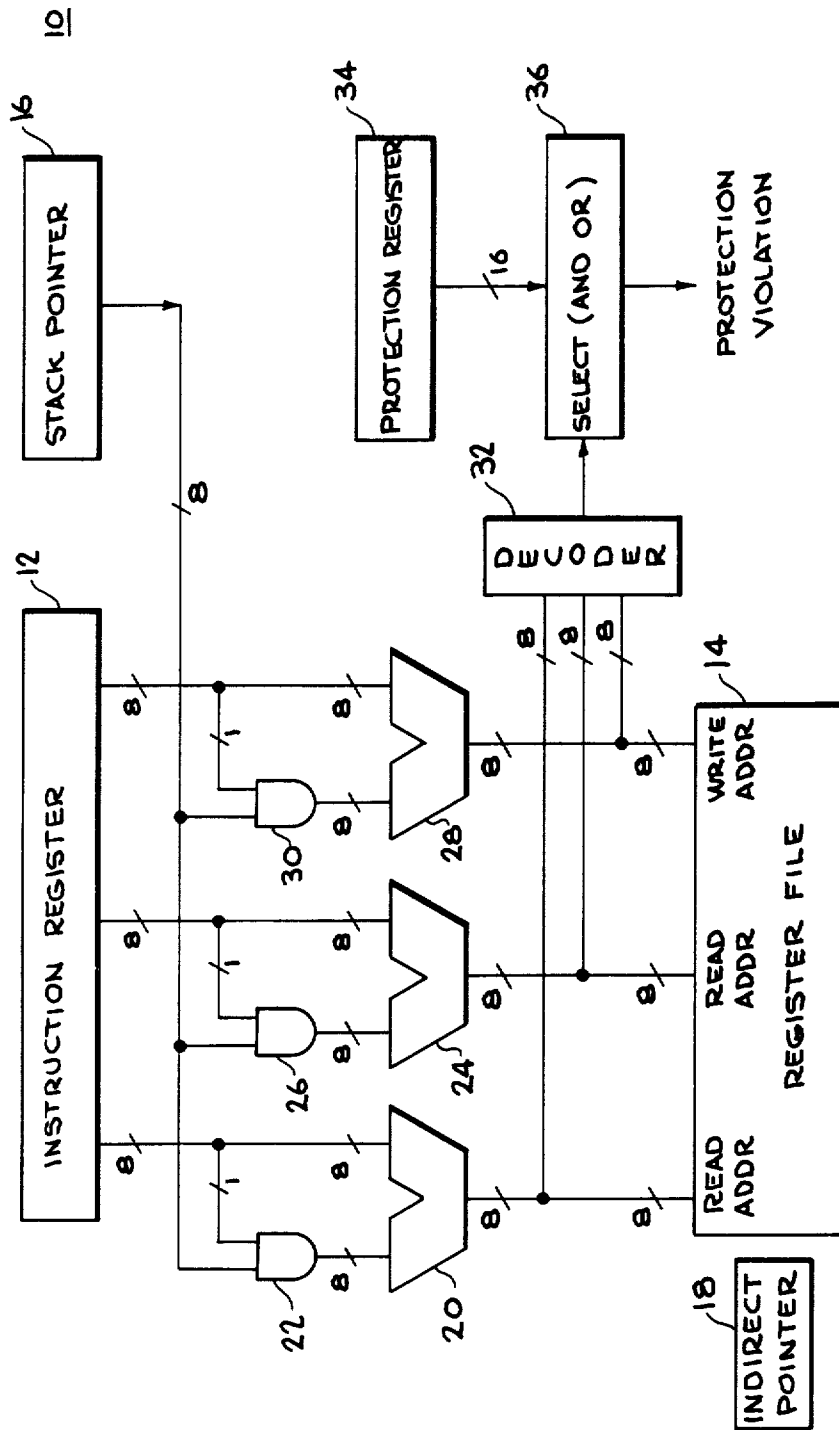 10
16
STACK POINTER
12
INSTRUCTION REGISTER
8
8
8
8
1
1
1
22
26
30
8
8
8
8
8
8
20
24
28
8
8
8
8
8
8
32
DECODER
34
PROTECTION REGISTER
16
36
SELECT (AND OR)
PROTECTION
VIOLATION
8
8
8
14
READ
ADDR
READ
ADDR
WRITE
ADDR
REGISTER FILE
18
INDIRECT
POINTER